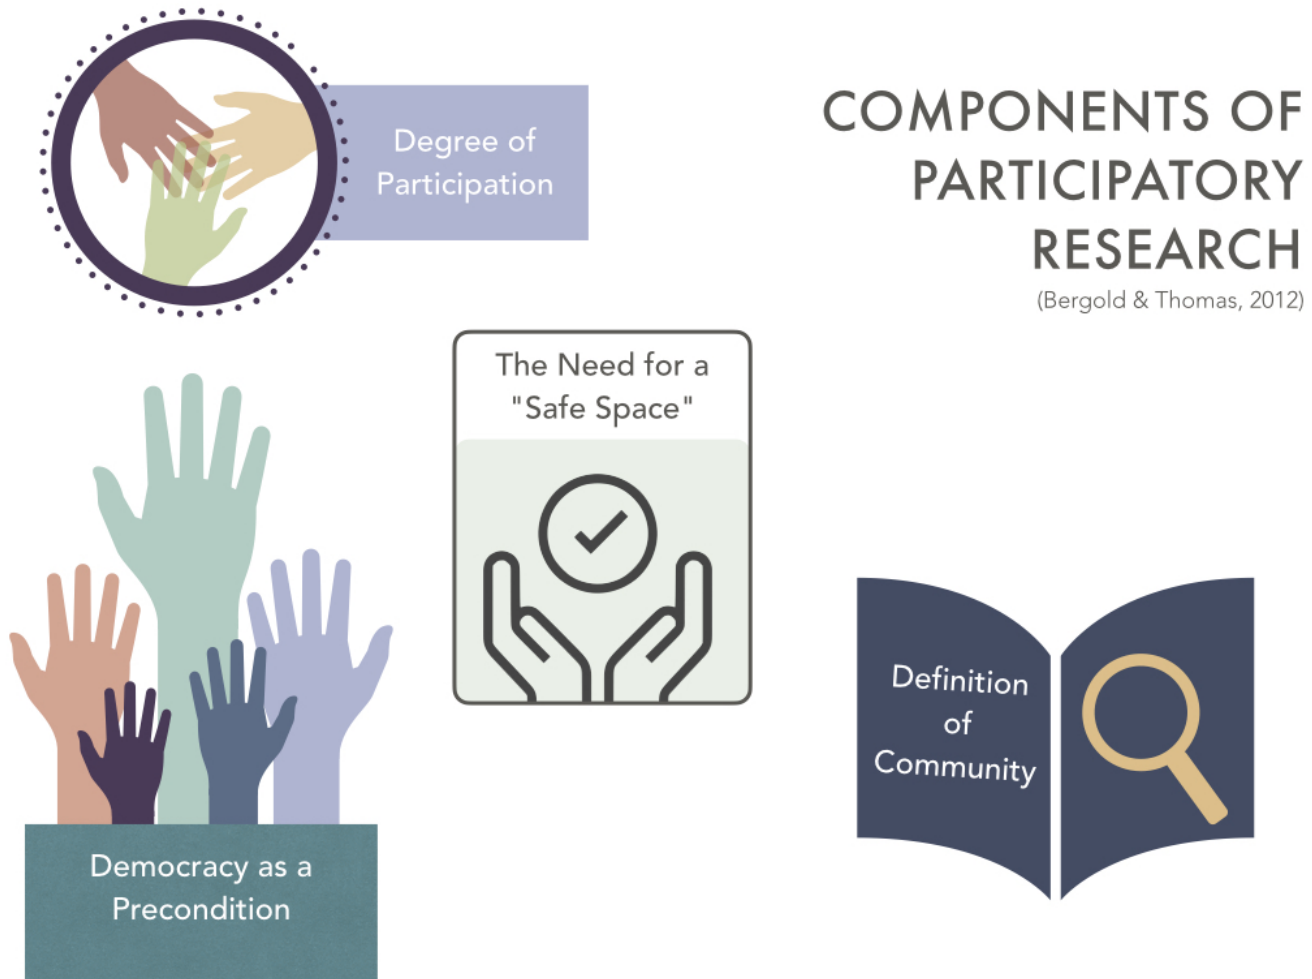 COMPONENTS OF
PARTICIPATORY
RESEARCH
(Bergold & Thomas, 2012)
Degree of
Participation
The Need for a
"Safe Space"
Democracy as a
Precondition
Definition
of
Community